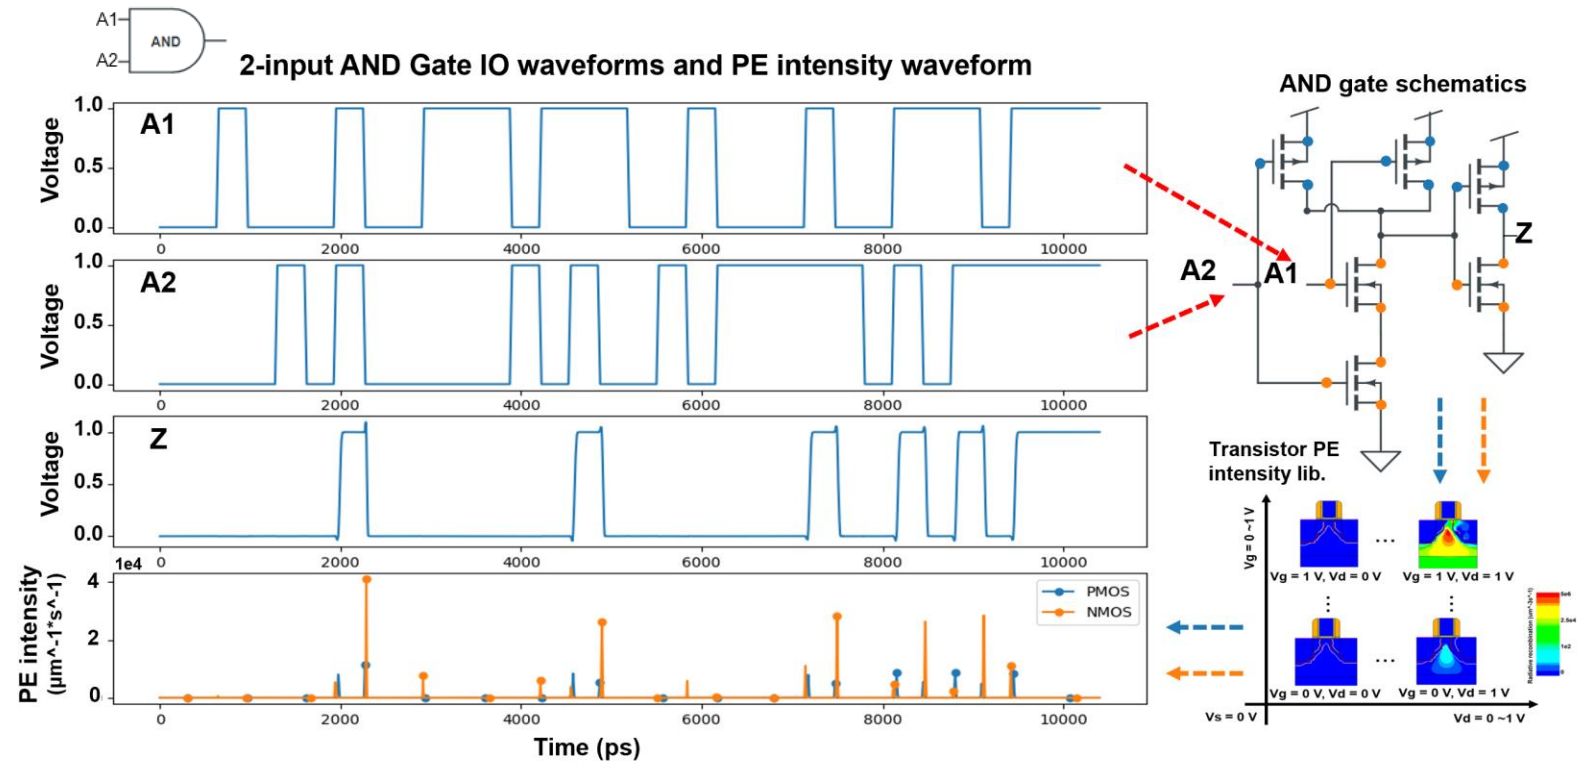 A1
AND
A2
2-input AND Gate IO waveforms and PE intensity waveform
AND gate schematics
Voltage
1.0
0.5
0.0
A1
0 2000 4000 6000 8000 10000
Voltage
1.0
0.5
0.0
A2
0 2000 4000 6000 8000 10000
Voltage
1.0
0.5
0.0
Z
0 2000 4000 6000 8000 10000
1e4
PE intensity
(μm^-1*s^-1)
4
2
0
PMOS
NMOS
0 2000 4000 6000 8000 10000
Time (ps)
A2
A1
Z
Transistor PE
intensity lib.
Vg = 0 ~1 V
...
Vg = 1 V, Vd = 0 V
Vg = 1 V, Vd = 1 V
...
Vg = 0 V, Vd = 0 V
Vg = 0 V, Vd = 1 V
Vs = 0 V
Vd = 0 ~1 V
5e6
2.5e4
1e2
0